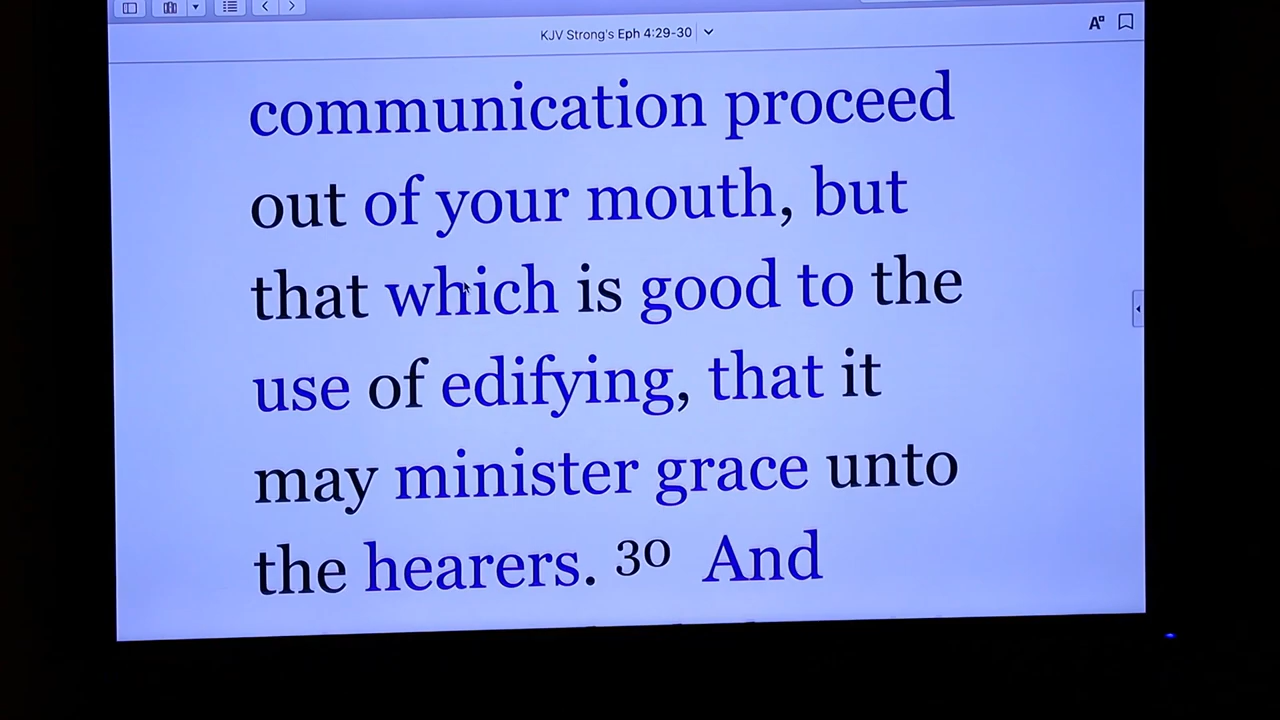 KJV Strong's Eph 4:29-30
communication proceed
out of your mouth, but
that which is good to the
use of edifying, that it
may minister grace unto
the hearers. 30 And